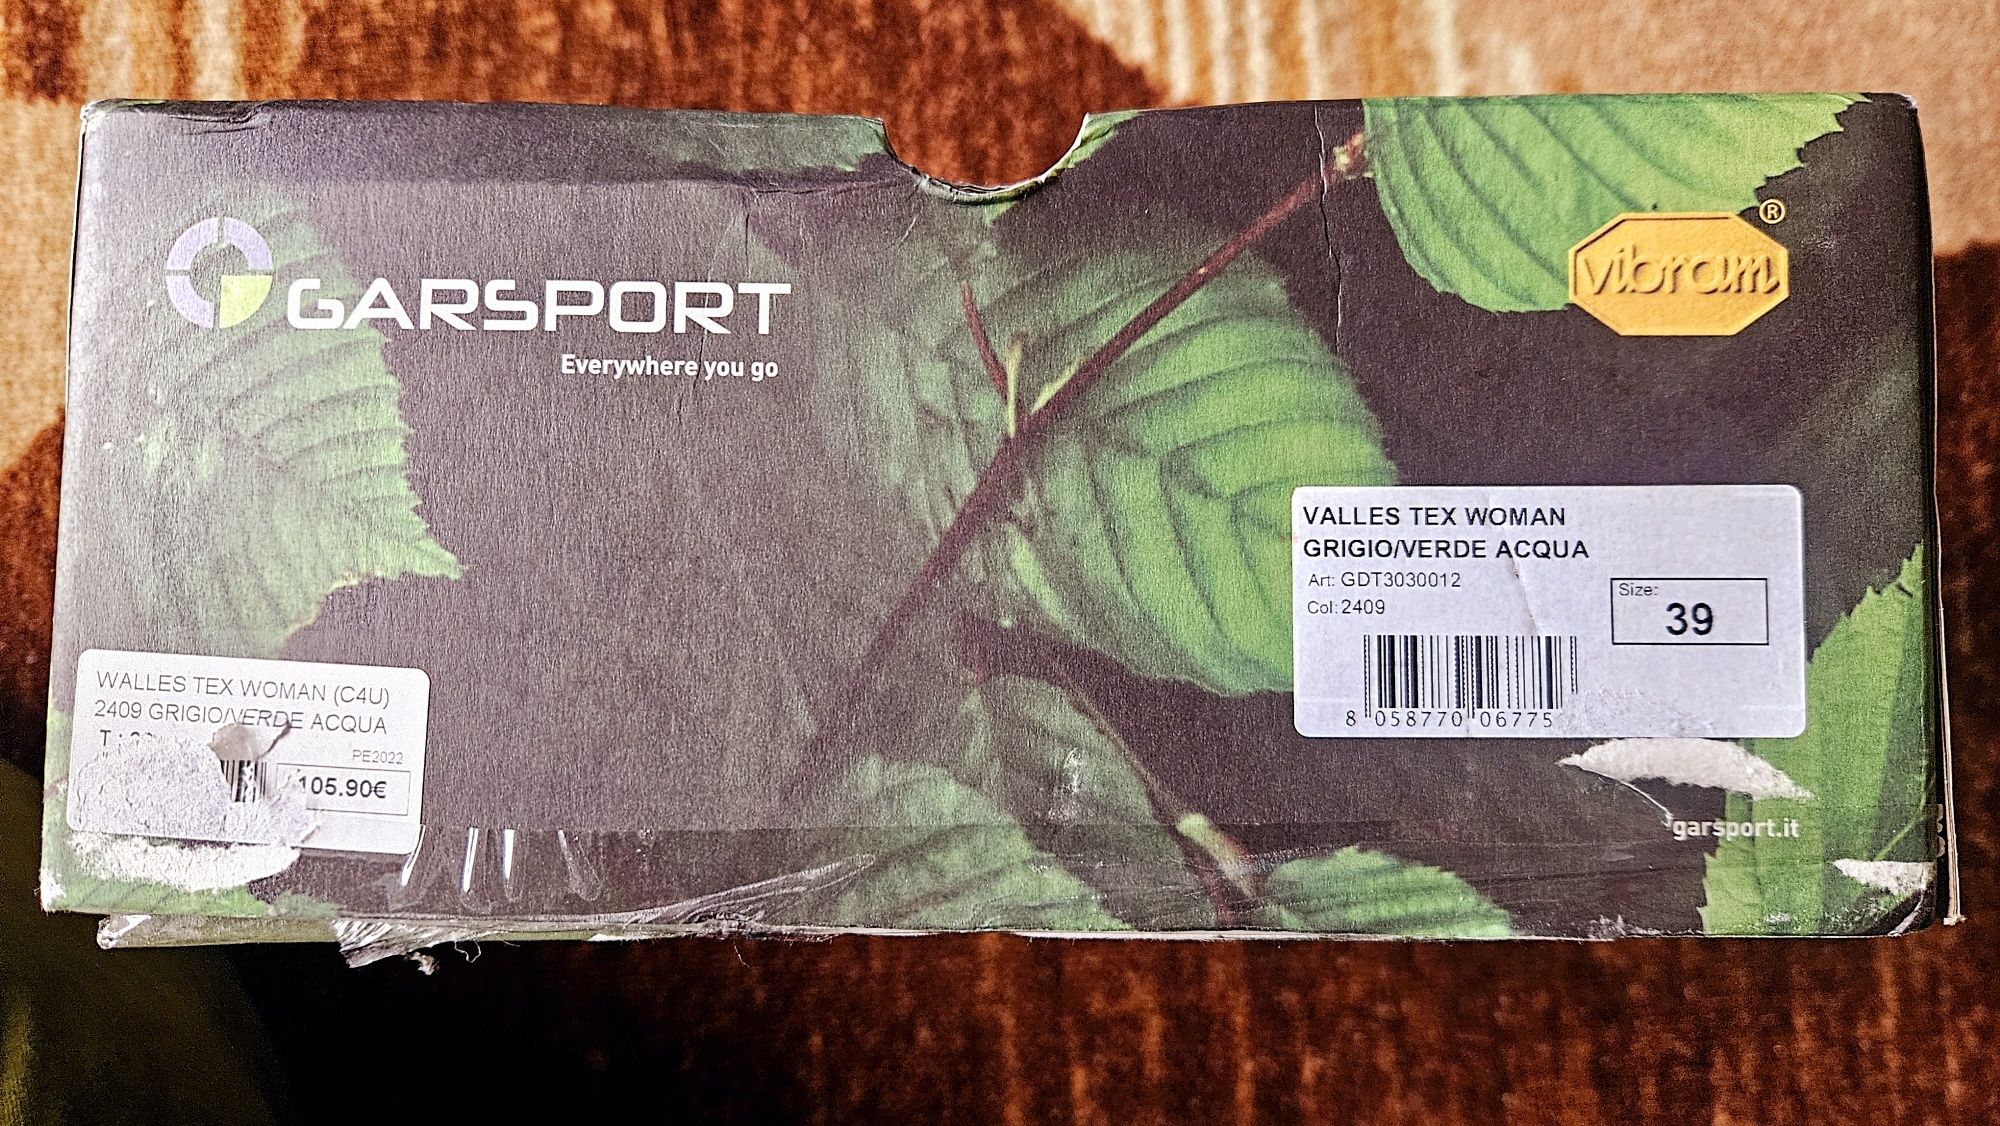 GARSPORT
Everywhere you go
vibram®
VALLES TEX WOMAN
GRIGIO/VERDE ACQUA
Art: GDT3030012
Col: 2409
Size:
39
8 058770 06775
WALLES TEX WOMAN (C4U)
2409 GRIGIO/VERDE ACQUA
PE2022
105.90€
garsport.it